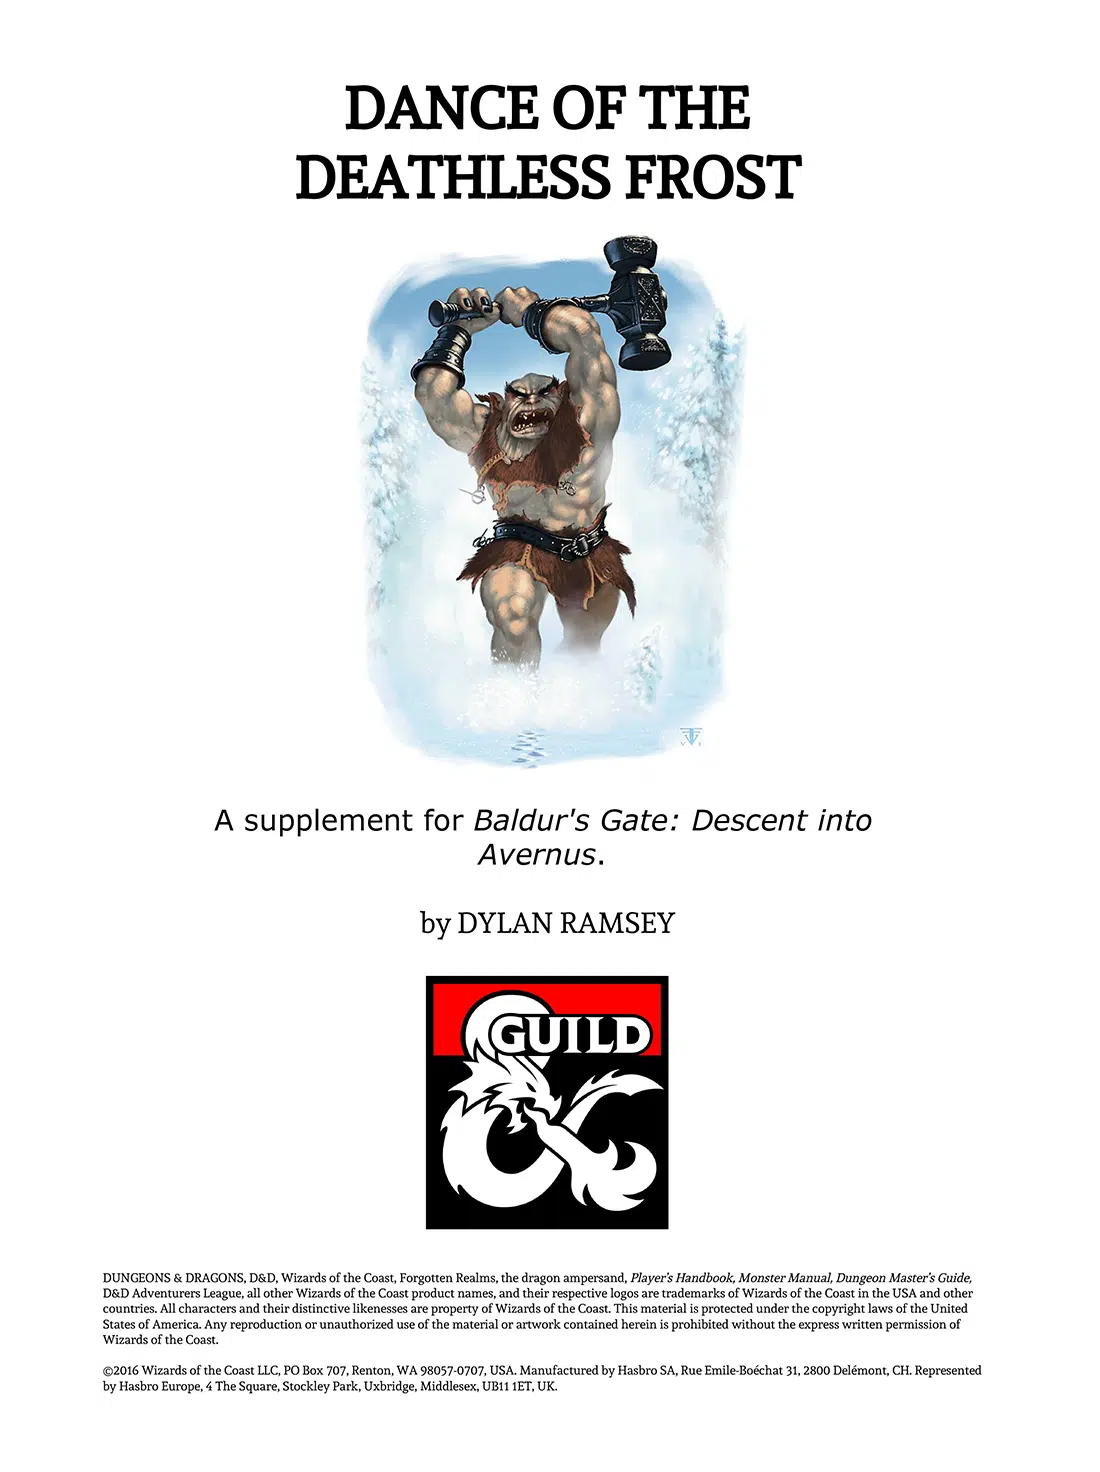 DANCE OF THE
DEATHLESS FROST
A supplement for Baldur's Gate: Descent into
Avernus.
by DYLAN RAMSEY
GUILD
DUNGEONS & DRAGONS, D&D, Wizards of the Coast, Forgotten Realms, the dragon ampersand, Player's Handbook, Monster Manual, Dungeon Master's Guide,
D&D Adventurers League, all other Wizards of the Coast product names, and their respective logos are trademarks of Wizards of the Coast in the USA and other
countries. All characters and their distinctive likenesses are property of Wizards of the Coast. This material is protected under the copyright laws of the United
States of America. Any reproduction or unauthorized use of the material or artwork contained herein is prohibited without the express written permission of
Wizards of the Coast.
©2016 Wizards of the Coast LLC, PO Box 707, Renton, WA 98057-0707, USA. Manufactured by Hasbro SA, Rue Emile-Boéchat 31, 2800 Delémont, CH. Represented
by Hasbro Europe, 4 The Square, Stockley Park, Uxbridge, Middlesex, UB11 1ET, UK.